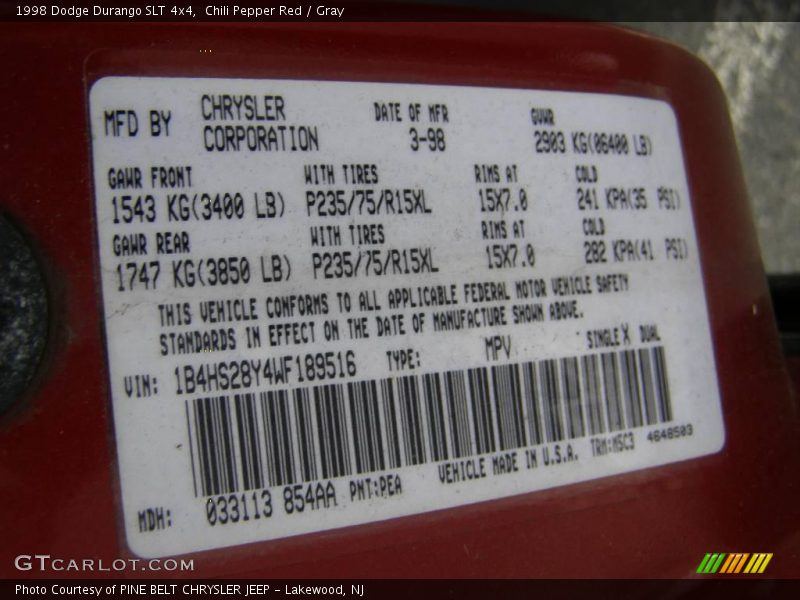 1998 Dodge Durango SLT 4x4,  Chili Pepper Red / Gray
MFD BY CHRYSLER CORPORATION DATE OF MFR 3-98 GVWR 2903 KG(06400 LB)
GAWR FRONT WITH TIRES RIMS AT COLD
1543 KG(3400 LB) P235/75/R15XL 15X7.0 241 KPA(35 PSI)
GAWR REAR WITH TIRES RIMS AT COLD
1747 KG(3850 LB) P235/75/R15XL 15X7.0 282 KPA(41 PSI)
THIS VEHICLE CONFORMS TO ALL APPLICABLE FEDERAL MOTOR VEHICLE SAFETY
STANDARDS IN EFFECT ON THE DATE OF MANUFACTURE SHOWN ABOVE.
VIN: 1B4HS28Y4WF189516 TYPE: MPV SINGLE X DUAL
MDH: 033113 854AA PNT:PEA VEHICLE MADE IN U.S.A. TRM:M5C3 4648503
GTCARLOT.COM
Photo Courtesy of PINE BELT CHRYSLER JEEP - Lakewood, NJ